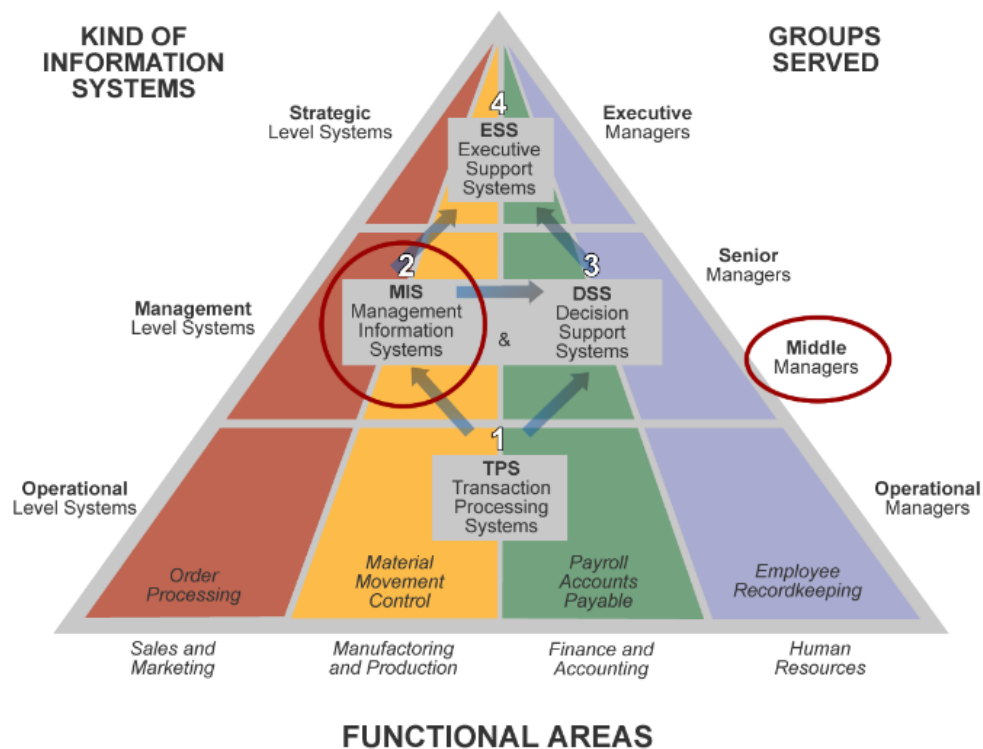 KIND OF
INFORMATION
SYSTEMS
GROUPS
SERVED
Strategic
Level Systems
4
ESS
Executive
Support
Systems
Executive
Managers
Management
Level Systems
2
MIS
Management
Information
Systems
&
3
DSS
Decision
Support
Systems
Senior
Managers
Middle
Managers
Operational
Level Systems
1
TPS
Transaction
Processing
Systems
Operational
Managers
Order
Processing
Material
Movement
Control
Payroll
Accounts
Payable
Employee
Recordkeeping
Sales and
Marketing
Manufactoring
and Production
Finance and
Accounting
Human
Resources
FUNCTIONAL AREAS